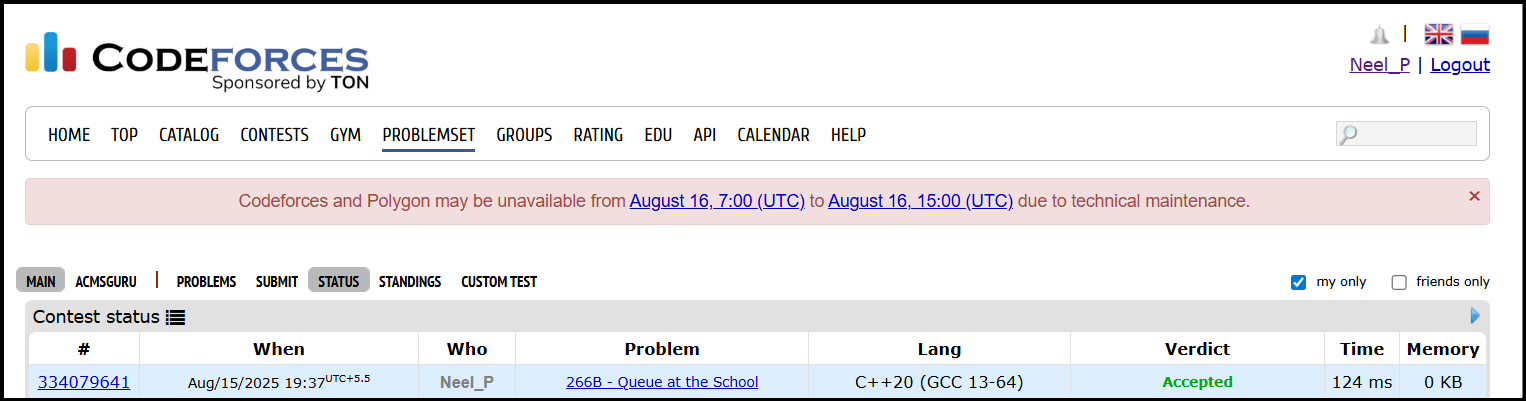 CODEFORCES
Sponsored by TON
|
Neel_P | Logout
HOME TOP CATALOG CONTESTS GYM PROBLEMSET GROUPS RATING EDU API CALENDAR HELP
Codeforces and Polygon may be unavailable from August 16, 7:00 (UTC) to August 16, 15:00 (UTC) due to technical maintenance. ×
MAIN ACMSGURU | PROBLEMS SUBMIT STATUS STANDINGS CUSTOM TEST my only friends only
Contest status
# When Who Problem Lang Verdict Time Memory
334079641 Aug/15/2025 19:37UTC+5.5 Neel_P 266B - Queue at the School C++20 (GCC 13-64) Accepted 124 ms 0 KB